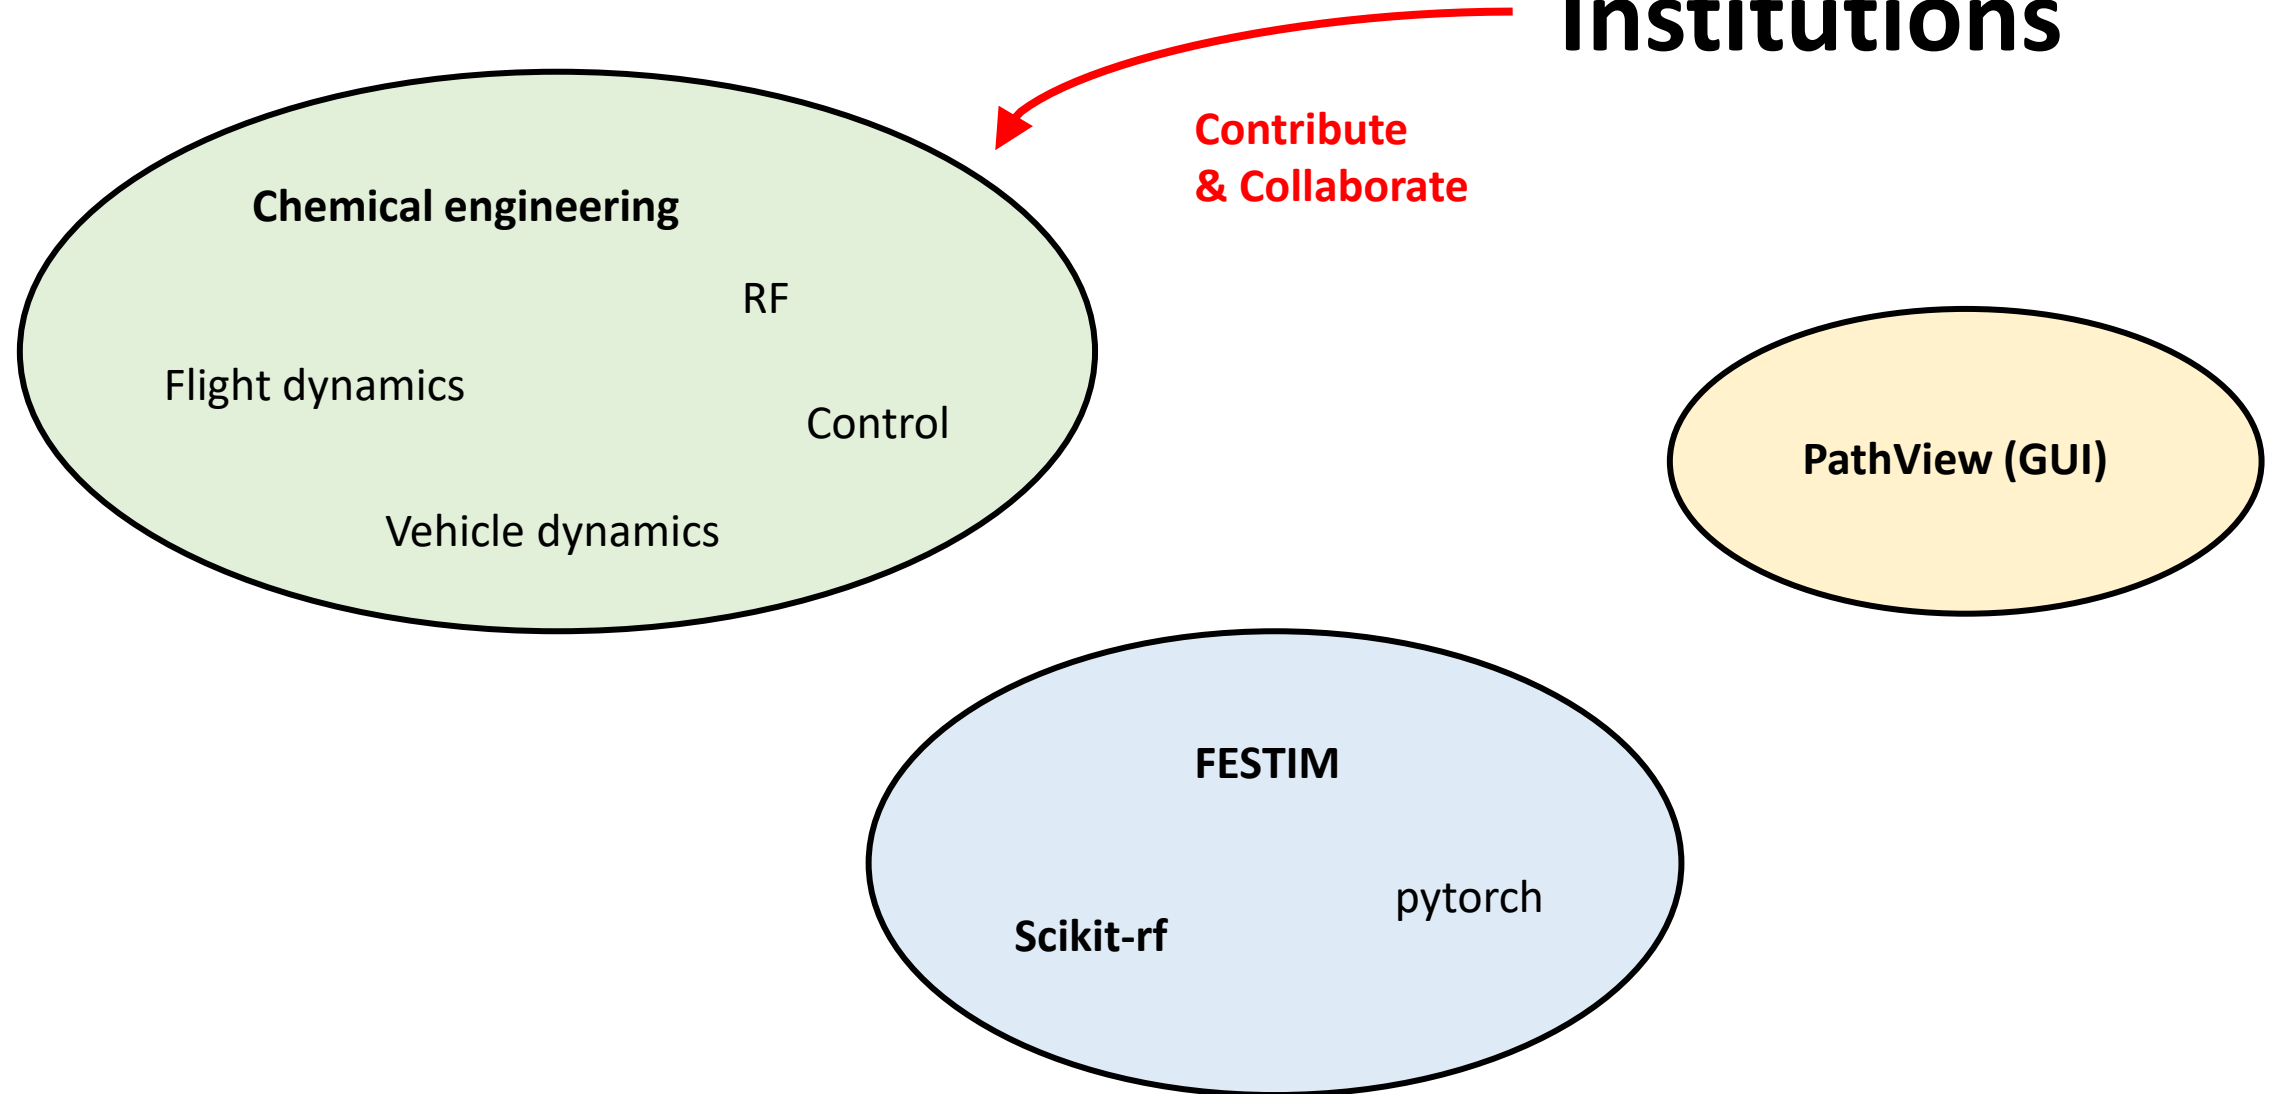 Institutions
Contribute
& Collaborate
Chemical engineering
RF
Flight dynamics
Control
Vehicle dynamics
PathView (GUI)
FESTIM
pytorch
Scikit-rf